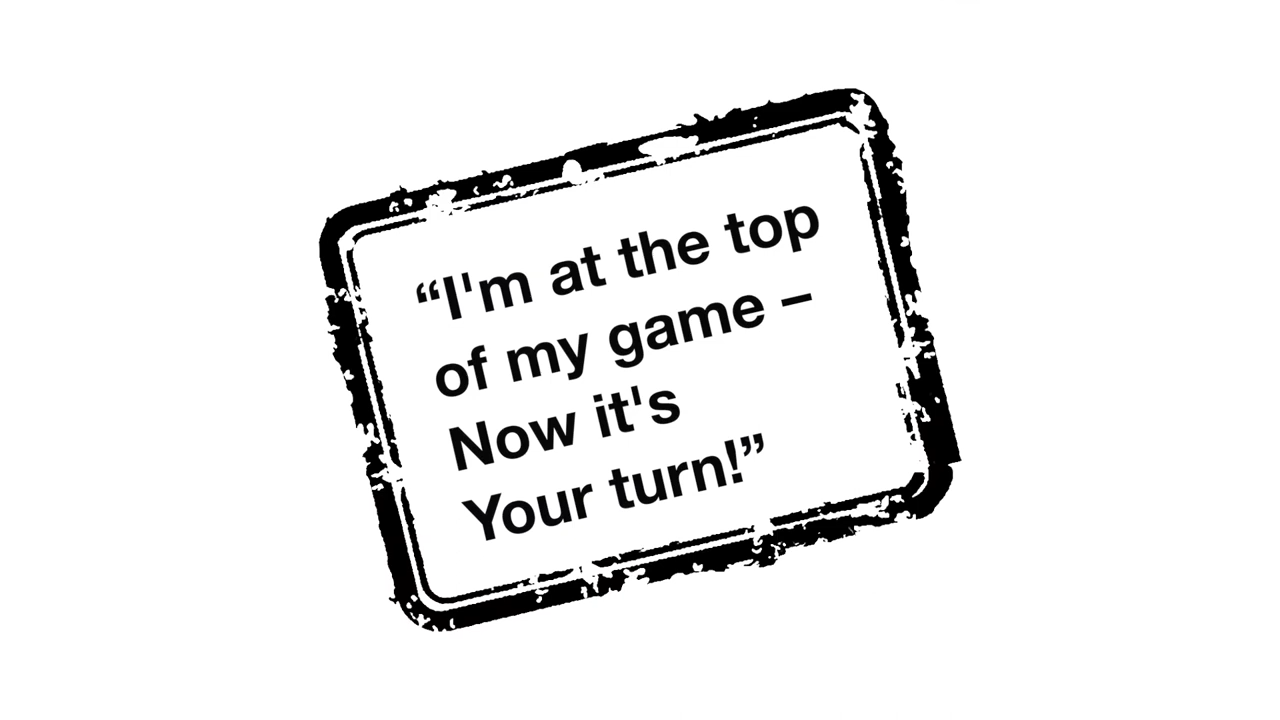 “I'm at the top
of my game –
Now it's
Your turn!”